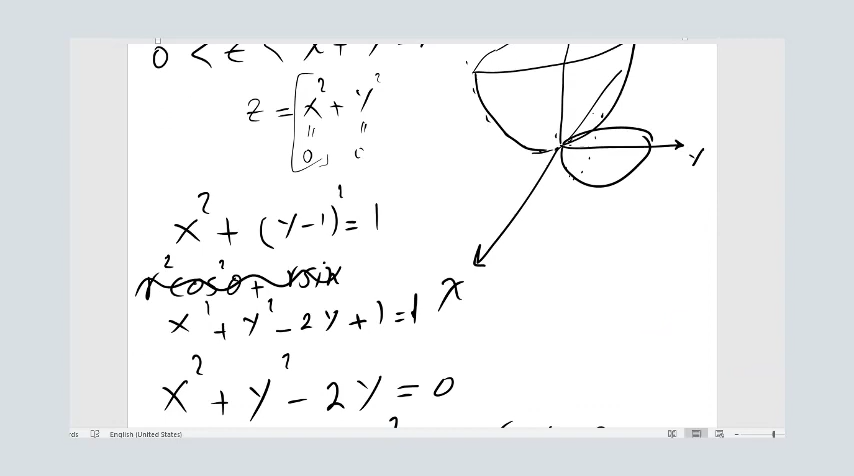 z = x² + y²
" "
0 0
y
x² + (y-1)² = 1
x
x² + y² - 2y + 1 = 1
x² + y² - 2y = 0
English (United States)